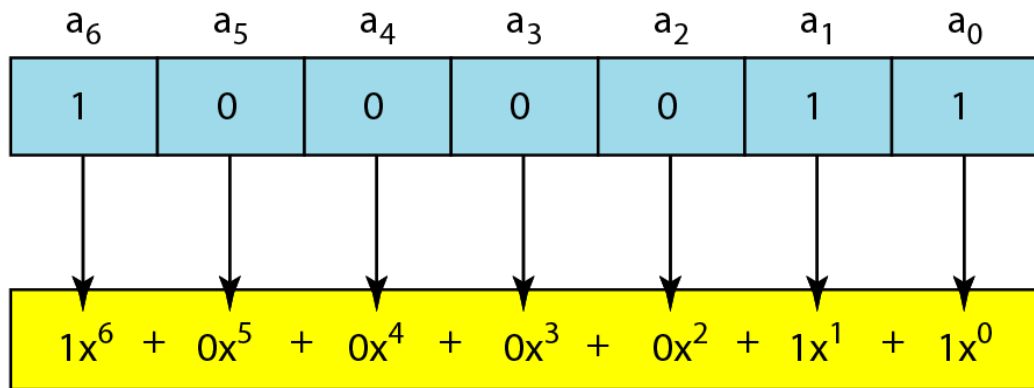 a₆ a₅ a₄ a₃ a₂ a₁ a₀
1 0 0 0 0 1 1
1x⁶ + 0x⁵ + 0x⁴ + 0x³ + 0x² + 1x¹ + 1x⁰